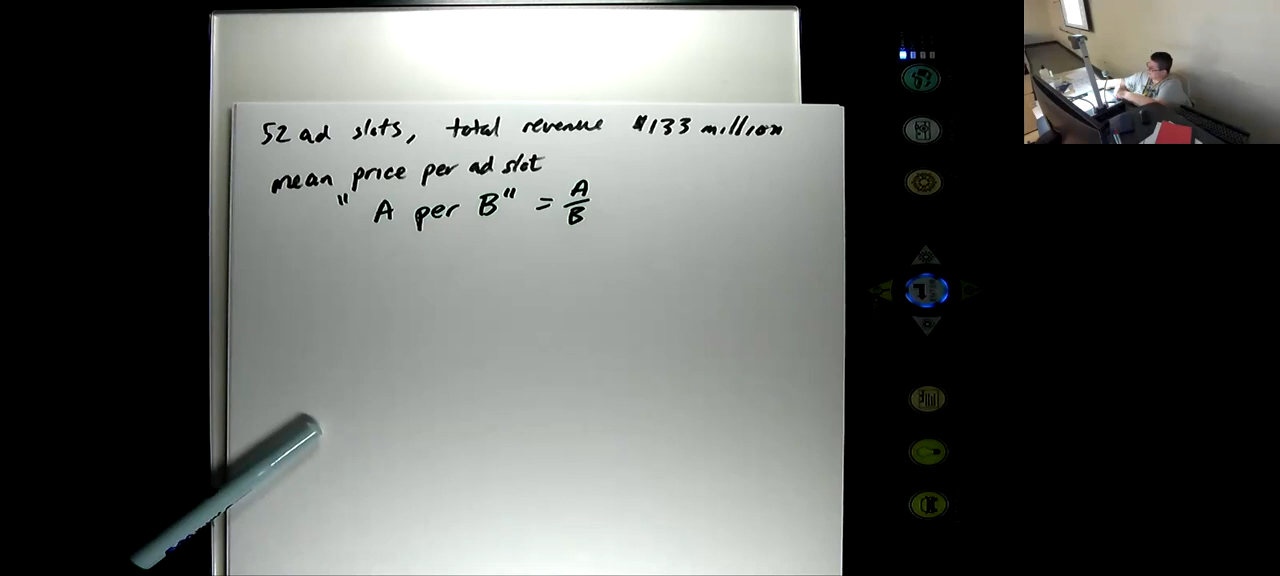 52 ad slots, total revenue $133 million
mean price per ad slot
" A per B" = A/B